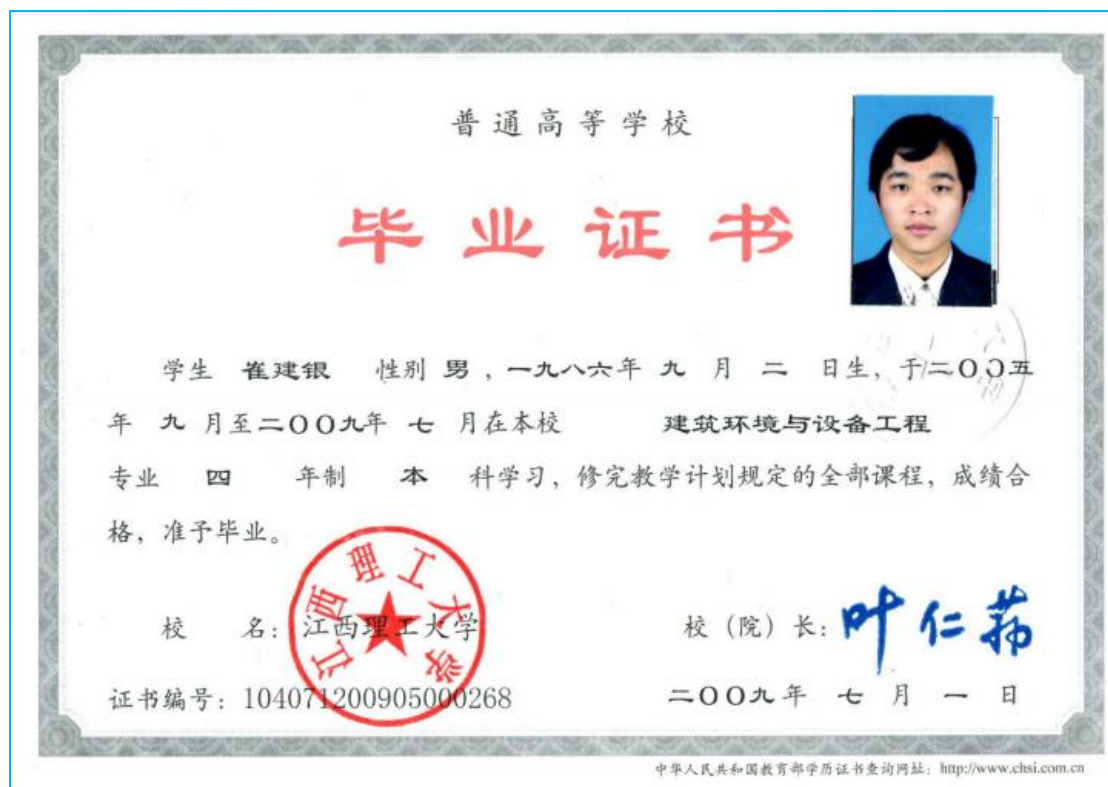 普通高等学校
毕业证书
学生 崔建银 性别 男，一九八六年 九 月 二 日生，于二〇〇五
年 九 月至二〇〇九年 七 月在本校 建筑环境与设备工程
专业 四 年制 本 科学习，修完教学计划规定的全部课程，成绩合
格，准予毕业。
江西理工大学
校 名：江西理工大学
校（院）长：叶仁荪
证书编号：104071200905000268
二〇〇九年 七 月 一 日
中华人民共和国教育部学历证书查询网址：http://www.chsi.com.cn